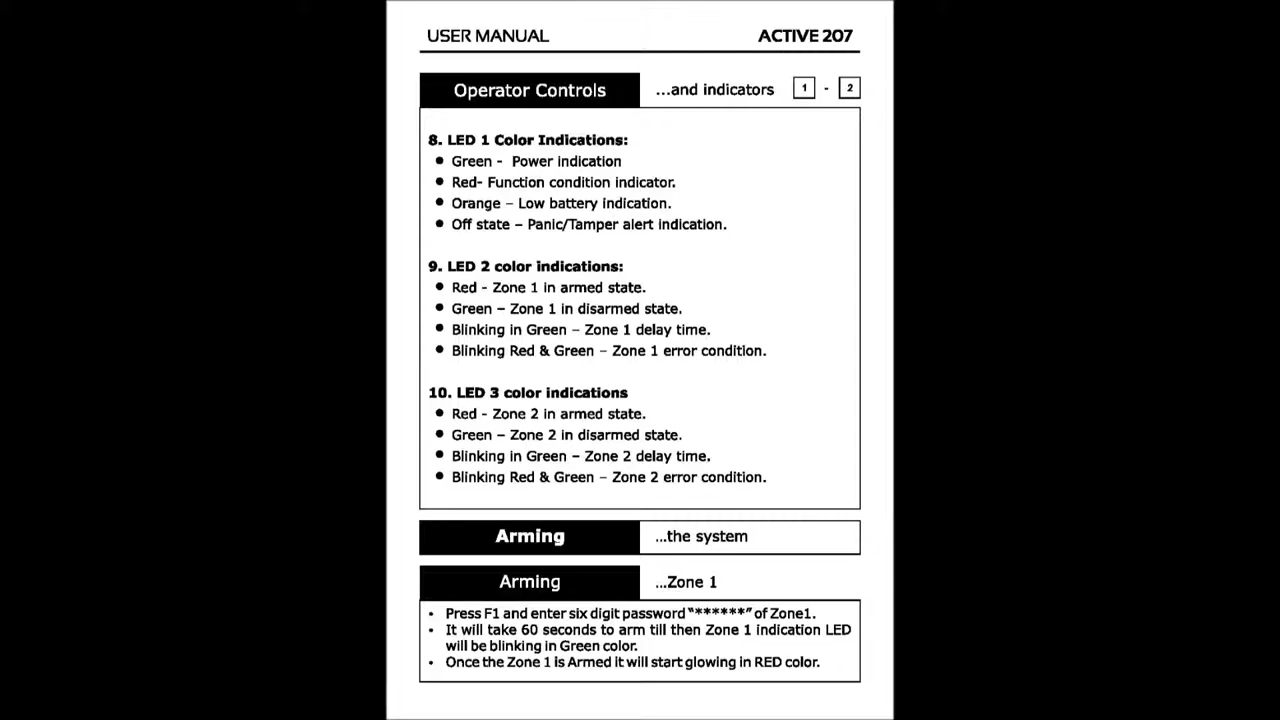 USER MANUAL ACTIVE 207
Operator Controls ...and indicators 1 - 2
8. LED 1 Color Indications:
● Green - Power indication
● Red- Function condition indicator.
● Orange – Low battery indication.
● Off state – Panic/Tamper alert indication.
9. LED 2 color indications:
● Red - Zone 1 in armed state.
● Green – Zone 1 in disarmed state.
● Blinking in Green – Zone 1 delay time.
● Blinking Red & Green – Zone 1 error condition.
10. LED 3 color indications
● Red - Zone 2 in armed state.
● Green – Zone 2 in disarmed state.
● Blinking in Green – Zone 2 delay time.
● Blinking Red & Green – Zone 2 error condition.
Arming ...the system
Arming ...Zone 1
• Press F1 and enter six digit password "******" of Zone1.
• It will take 60 seconds to arm till then Zone 1 indication LED
will be blinking in Green color.
• Once the Zone 1 is Armed it will start glowing in RED color.